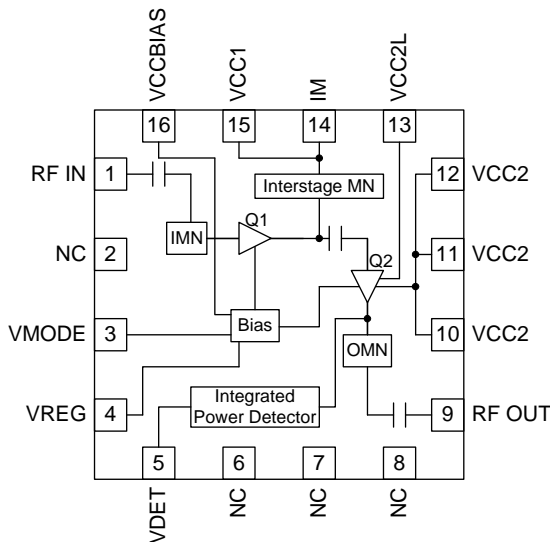 VCCBIAS
VCC1
IM
VCC2L
16
15
14
13
RF IN
1
12
VCC2
Interstage MN
Q1
IMN
NC
2
11
VCC2
Q2
VMODE
3
Bias
10
VCC2
OMN
VREG
4
Integrated
Power Detector
9
RF OUT
5
6
7
8
VDET
NC
NC
NC